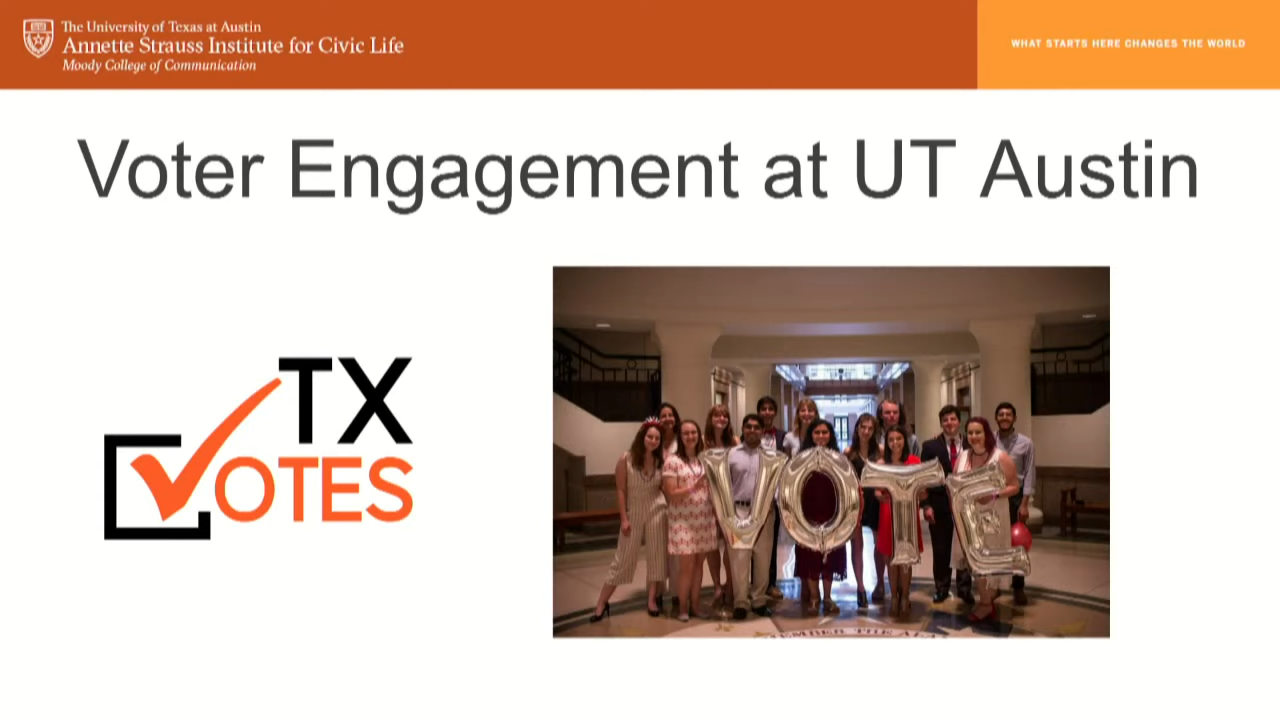 The University of Texas at Austin
Annette Strauss Institute for Civic Life
Moody College of Communication
WHAT STARTS HERE CHANGES THE WORLD
Voter Engagement at UT Austin
TX
VOTES
VOTE